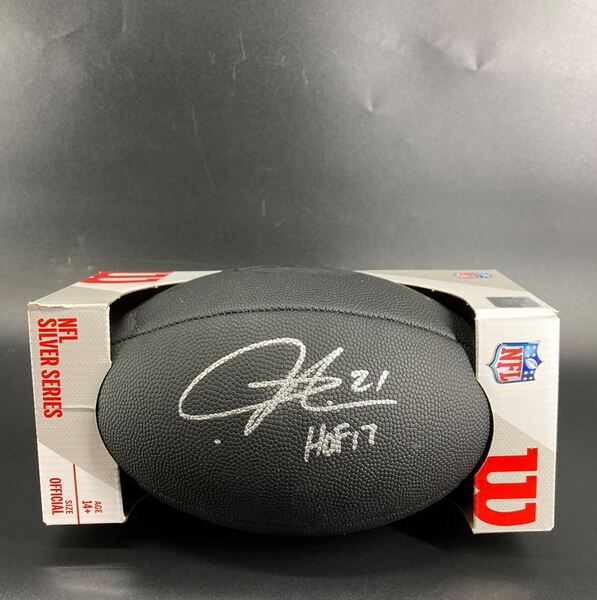 NFL
SILVER SERIES
AGE
14+
SIZE
OFFICIAL
21
HOF 17
NFL
W